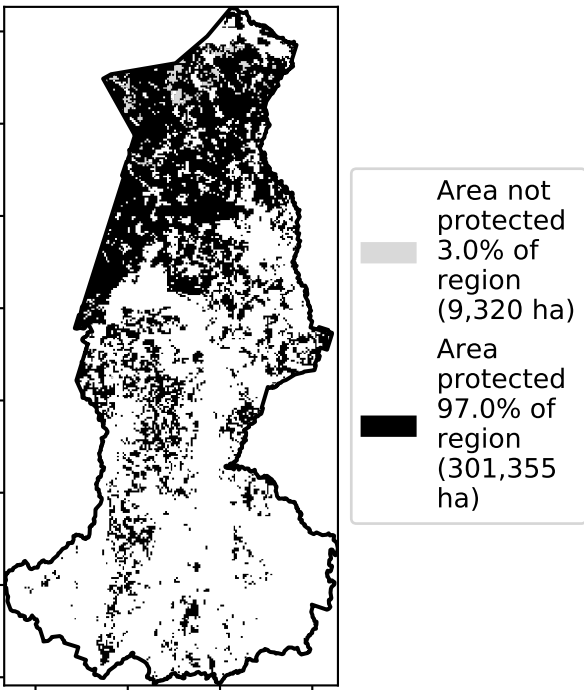 Area not
protected
3.0% of
region
(9,320 ha)
Area
protected
97.0% of
region
(301,355
ha)